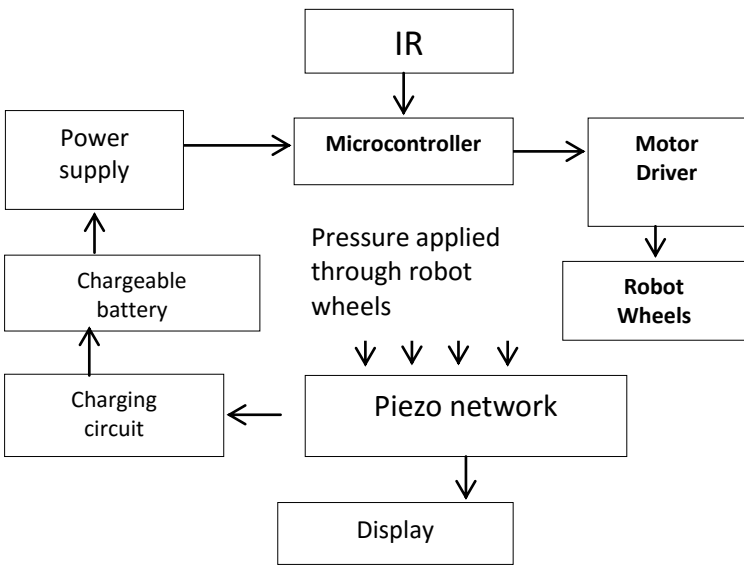 IR
Power
supply
Microcontroller
Motor
Driver
Pressure applied
through robot
wheels
Chargeable
battery
Robot
Wheels
Charging
circuit
Piezo network
Display